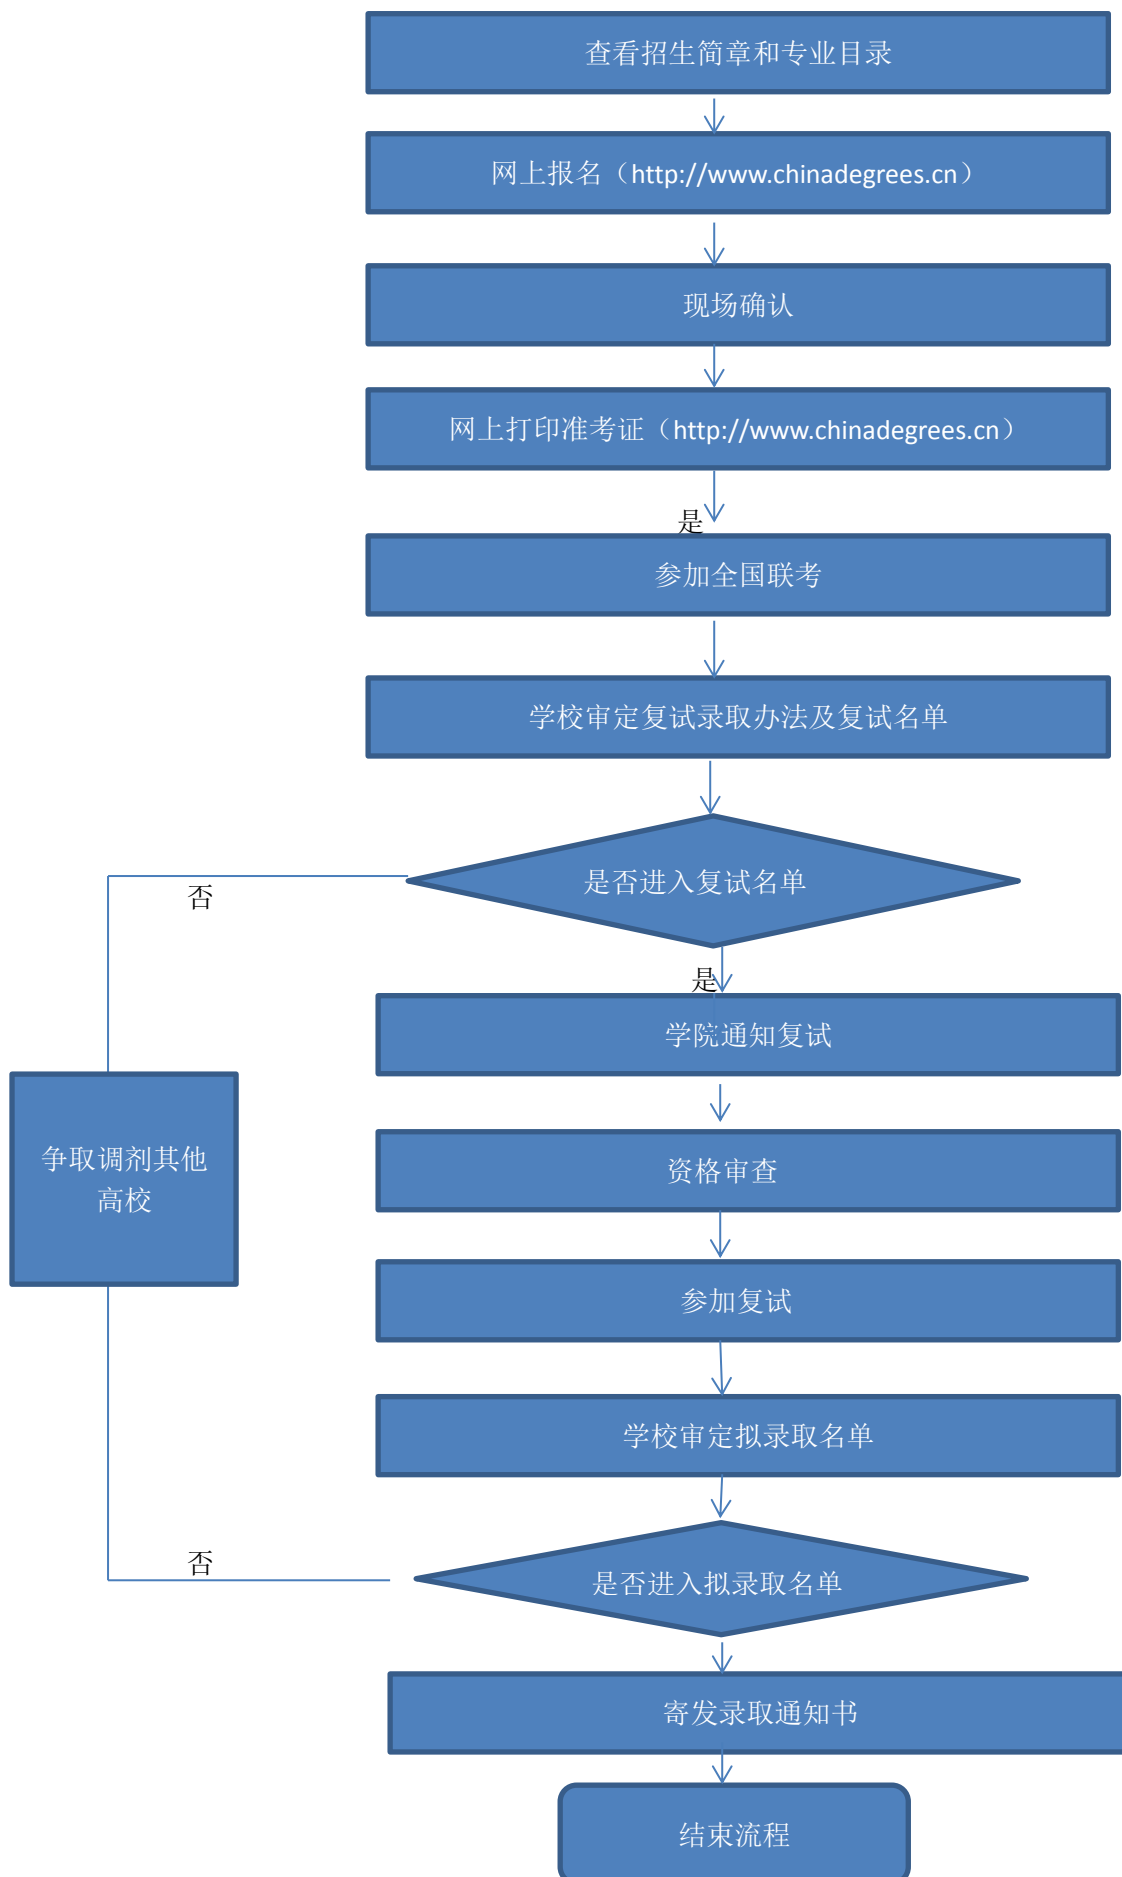 查看招生简章和专业目录
网上报名（http://www.chinadegrees.cn）
现场确认
网上打印准考证（http://www.chinadegrees.cn）
是
参加全国联考
学校审定复试录取办法及复试名单
是否进入复试名单
否
是
学院通知复试
争取调剂其他
高校
资格审查
参加复试
学校审定拟录取名单
否
是否进入拟录取名单
寄发录取通知书
结束流程